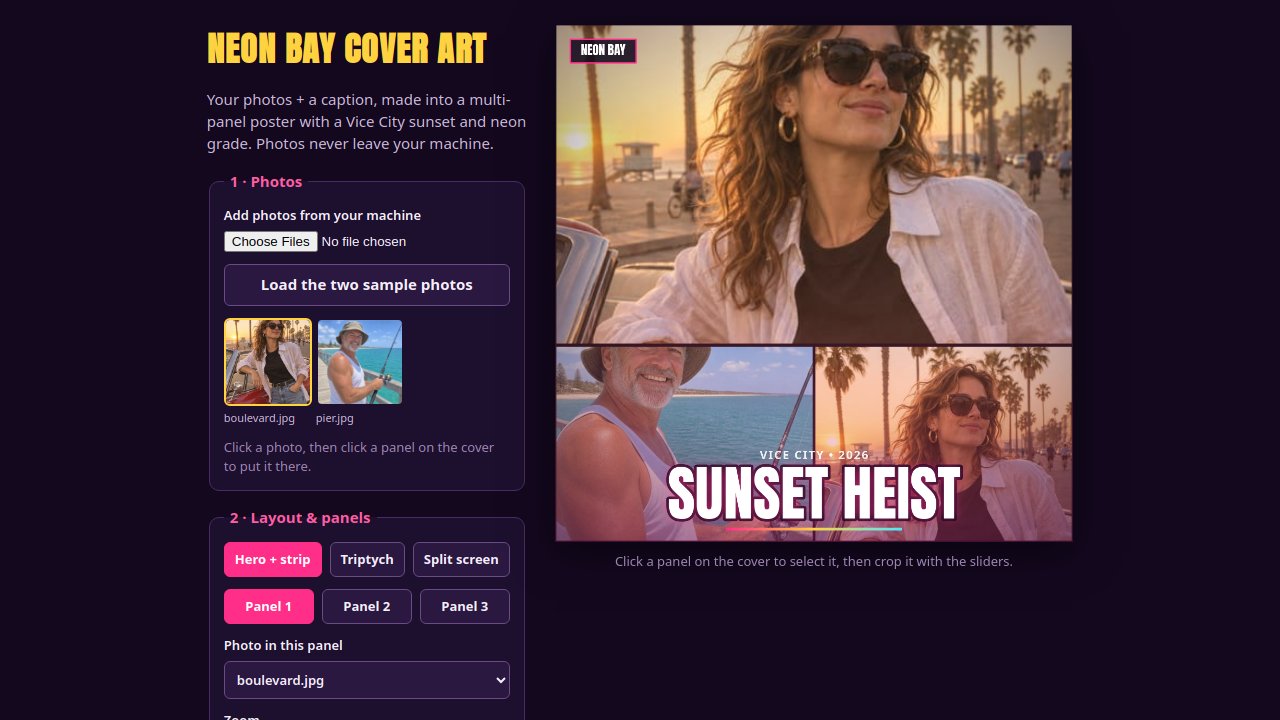 NEON BAY COVER ART
Your photos + a caption, made into a multi-
panel poster with a Vice City sunset and neon
grade. Photos never leave your machine.
1 · Photos
Add photos from your machine
Choose Files No file chosen
Load the two sample photos
boulevard.jpg pier.jpg
Click a photo, then click a panel on the cover
to put it there.
2 · Layout & panels
Hero + strip Triptych Split screen
Panel 1 Panel 2 Panel 3
Photo in this panel
boulevard.jpg
Zoom
NEON BAY
VICE CITY • 2026
SUNSET HEIST
Click a panel on the cover to select it, then crop it with the sliders.